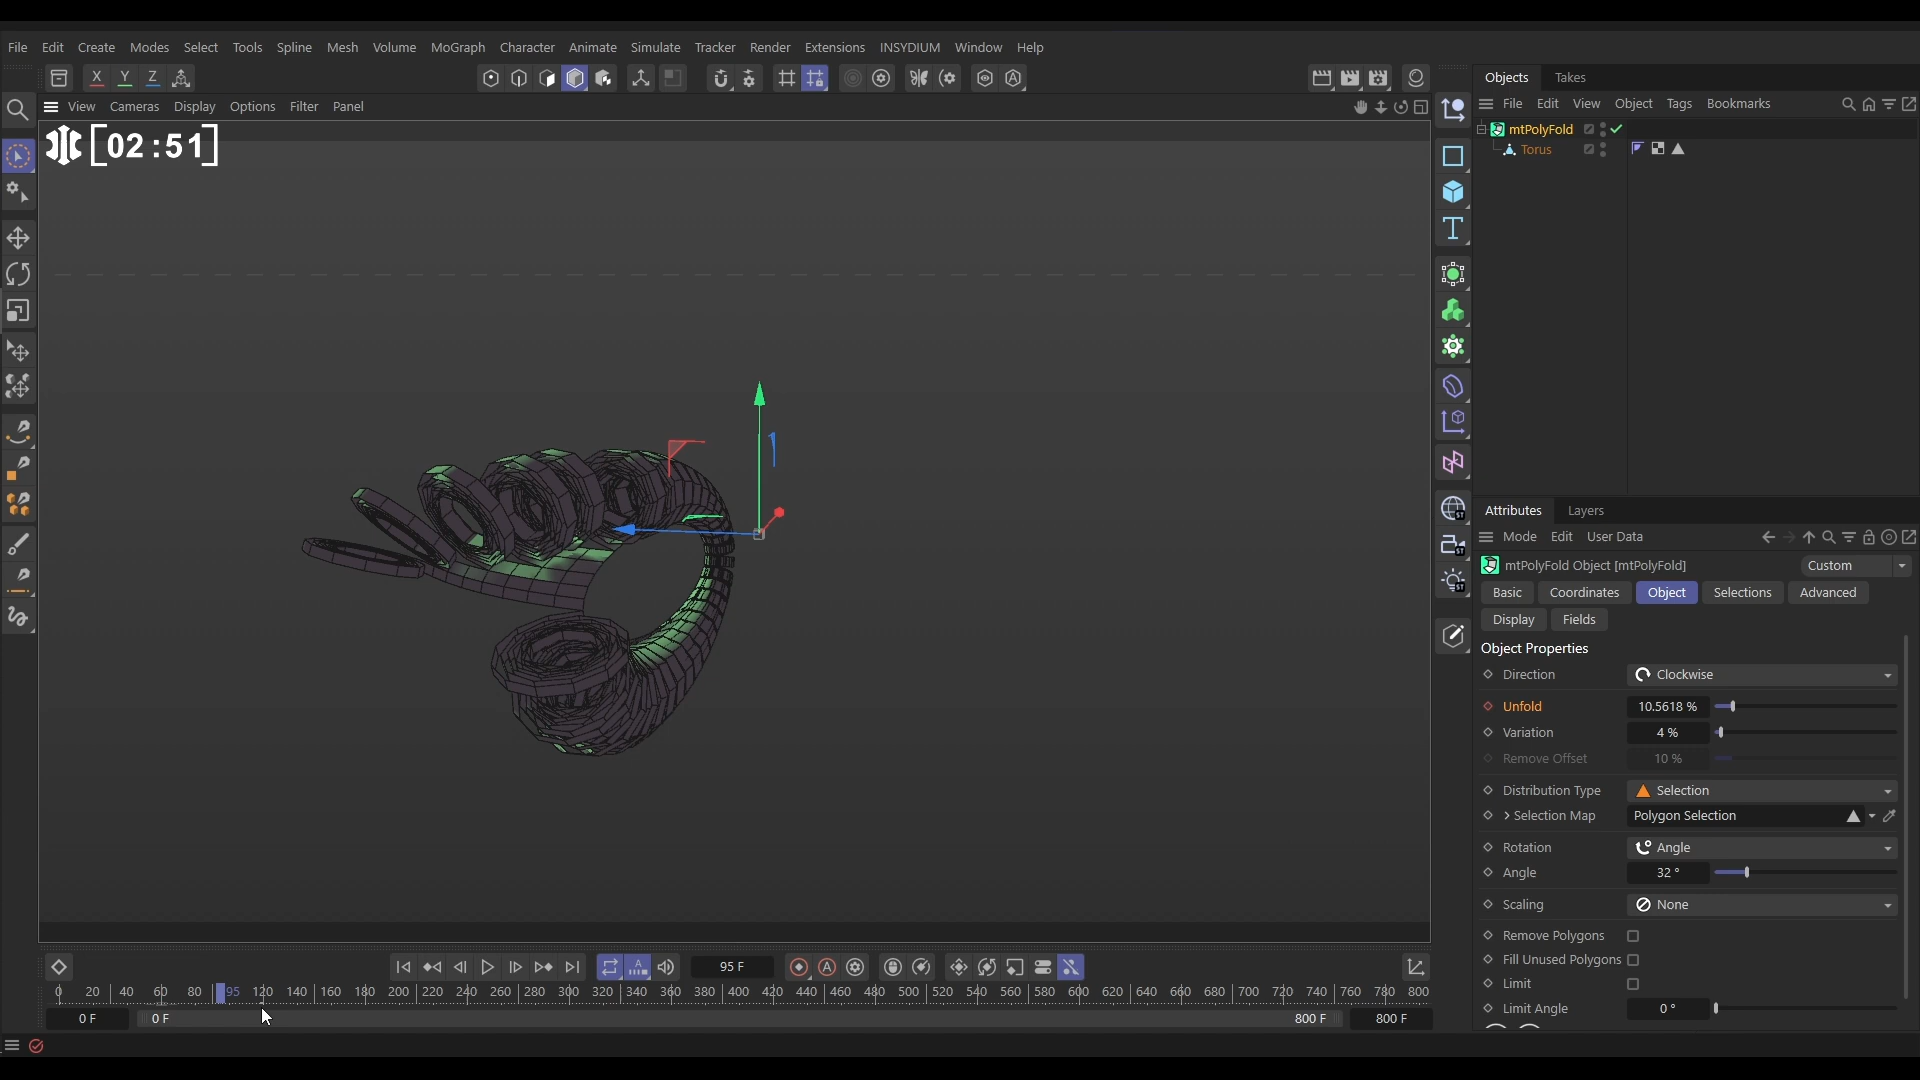 File Edit Create Modes Select Tools Spline Mesh Volume MoGraph Character Animate Simulate Tracker Render Extensions INSYDIUM Window Help
X Y Z
View Cameras Display Options Filter Panel
[02:51]
Objects Takes
File Edit View Object Tags Bookmarks
mtPolyFold
Torus
Attributes Layers
Mode Edit User Data
mtPolyFold Object [mtPolyFold] Custom
Basic Coordinates Object Selections Advanced
Display Fields
Object Properties
Direction Clockwise
Unfold 10.5618 %
Variation 4 %
Remove Offset 10 %
Distribution Type Selection
Selection Map Polygon Selection
Rotation Angle
Angle 32 °
Scaling None
Remove Polygons
Fill Unused Polygons
Limit
Limit Angle 0 °
95 F
0 20 40 60 80 95 120 140 160 180 200 220 240 260 280 300 320 340 360 380 400 420 440 460 480 500 520 540 560 580 600 620 640 660 680 700 720 740 760 780 800
0 F 0 F 800 F 800 F